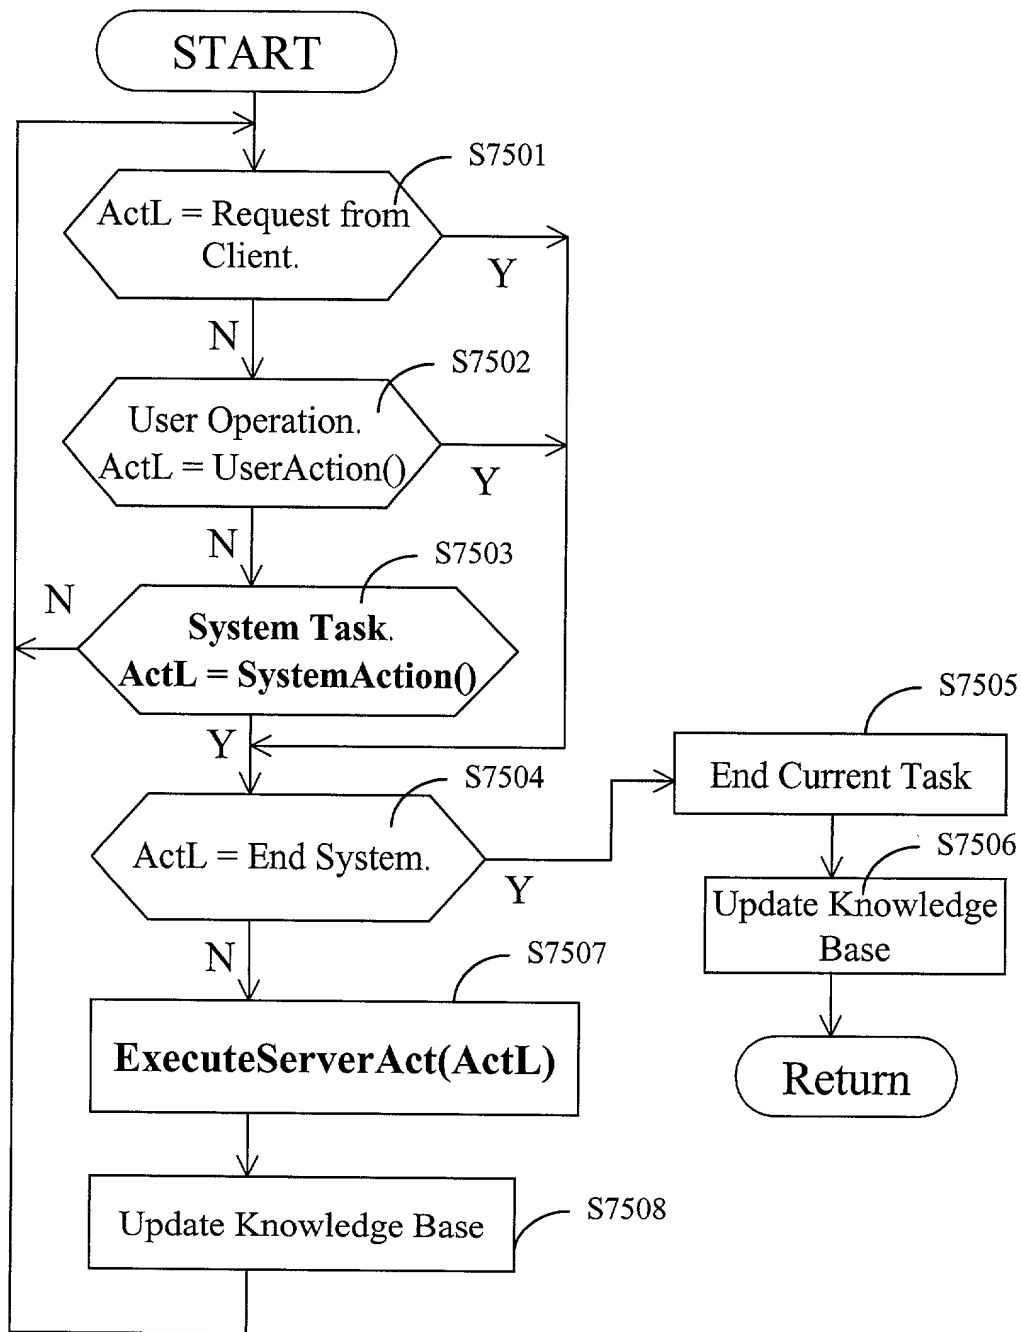 START
S7501
ActL = Request from
Client.
Y
N
S7502
User Operation.
ActL = UserAction()
Y
N
S7503
N
System Task.
ActL = SystemAction()
Y
S7504
ActL = End System.
Y
S7505
End Current Task
S7506
Update Knowledge
Base
Return
N
S7507
ExecuteServerAct(ActL)
Update Knowledge Base
S7508